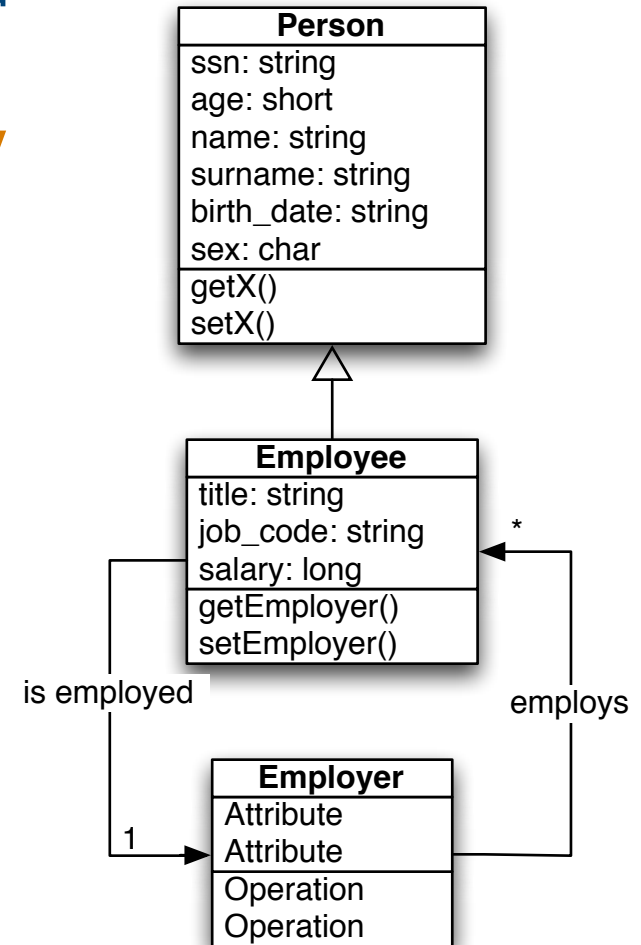 Person
ssn: string
age: short
name: string
surname: string
birth_date: string
sex: char
getX()
setX()
Employee
title: string
job_code: string
salary: long
getEmployer()
setEmployer()
*
is employed
employs
Employer
Attribute
Attribute
1
Operation
Operation